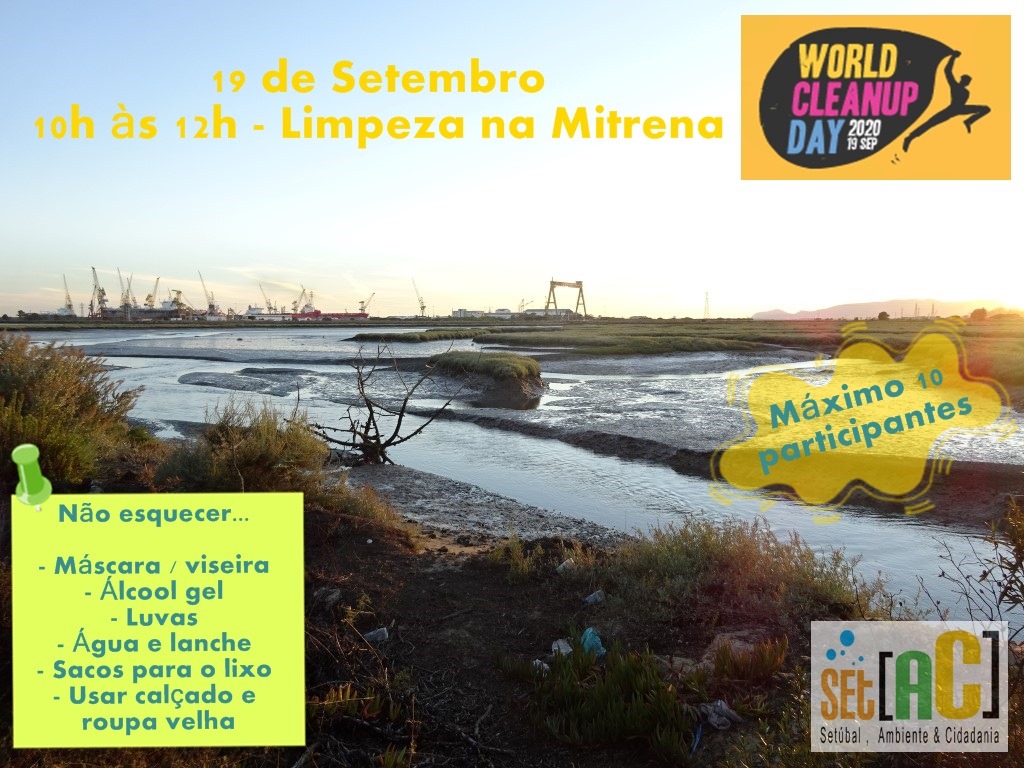 19 de Setembro
10h às 12h - Limpeza na Mitrena
WORLD
CLEANUP
DAY 2020
19 SEP
Máximo 10
participantes
Não esquecer...
- Máscara / viseira
- Álcool gel
- Luvas
- Água e lanche
- Sacos para o lixo
- Usar calçado e
roupa velha
SEt[AC]
Setúbal , Ambiente & Cidadania